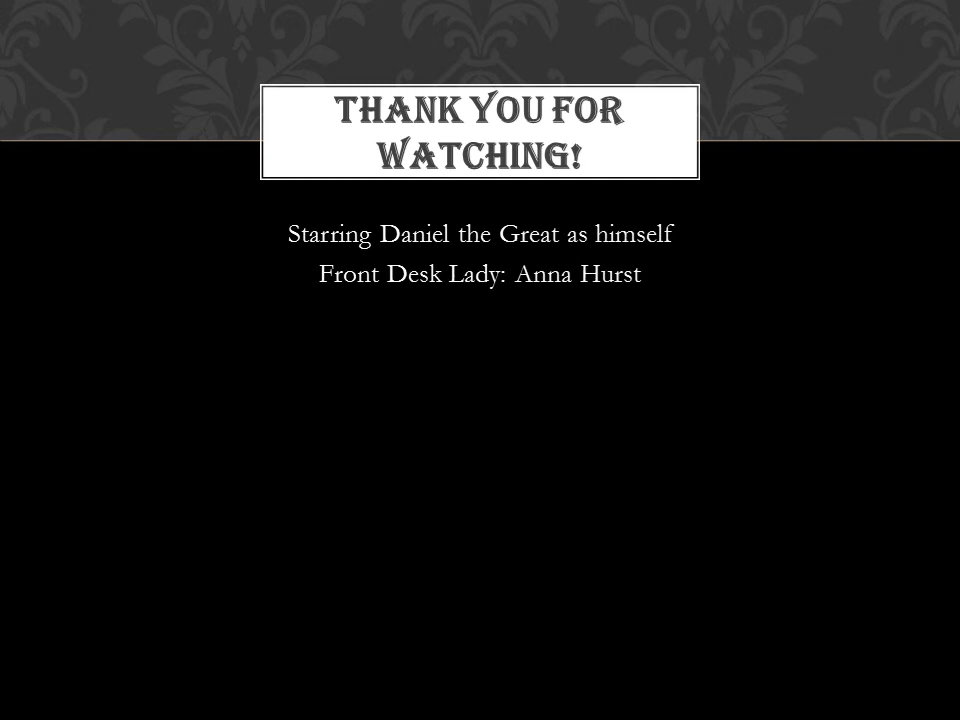 THANK YOU FOR
WATCHING!
Starring Daniel the Great as himself
Front Desk Lady: Anna Hurst